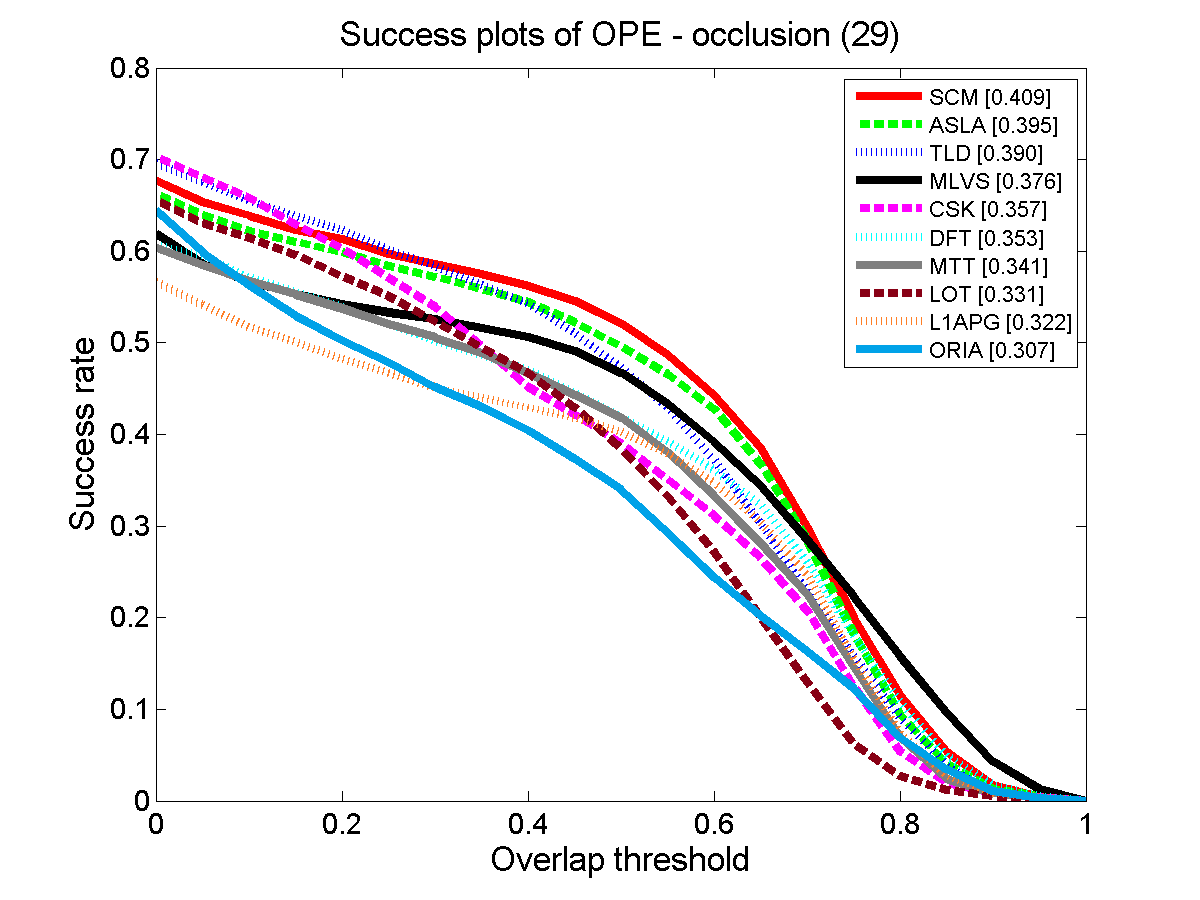 Success plots of OPE - occlusion (29)
0.8
0.7
0.6
0.5
0.4
0.3
0.2
0.1
0
Success rate
SCM [0.409]
ASLA [0.395]
TLD [0.390]
MLVS [0.376]
CSK [0.357]
DFT [0.353]
MTT [0.341]
LOT [0.331]
L1APG [0.322]
ORIA [0.307]
0 0.2 0.4 0.6 0.8 1
Overlap threshold